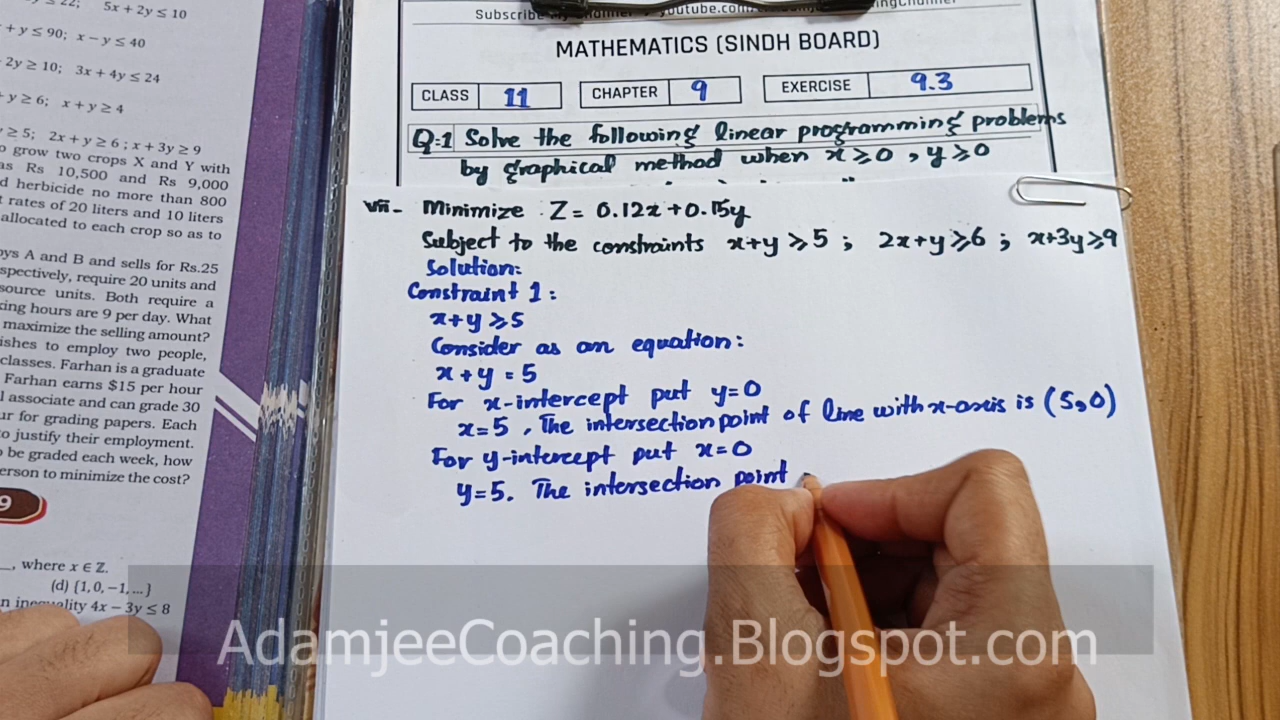 ≤ 22; 5x + 2y ≤ 10
+ y ≤ 90; x − y ≤ 40
2y ≥ 10; 3x + 4y ≤ 24
y ≥ 6; x + y ≥ 4
≥ 5; 2x + y ≥ 6; x + 3y ≥ 9
o grow two crops X and Y with
as Rs 10,500 and Rs 9,000
d herbicide no more than 800
t rates of 20 liters and 10 liters
allocated to each crop so as to
oys A and B and sells for Rs.25
spectively, require 20 units and
source units. Both require a
king hours are 9 per day. What
maximize the selling amount?
ishes to employ two people,
classes. Farhan is a graduate
Farhan earns $15 per hour
l associate and can grade 30
ur for grading papers. Each
to justify their employment.
o be graded each week, how
erson to minimize the cost?
9
_, where x ∈ Z.
(d) {1, 0, −1, ... }
n inequality 4x − 3y ≤ 8
Subscribe My Channel youtube.com
MATHEMATICS (SINDH BOARD)
CLASS 11 CHAPTER 9 EXERCISE 9.3
Q.1 Solve the following linear programming problems
by graphical method when x ≥ 0 , y ≥ 0
vii- Minimize : Z = 0.12x + 0.15y
Subject to the constraints x+y ≥ 5 ; 2x+y ≥ 6 ; x+3y ≥ 9
Solution:
Constraint 1:
x+y ≥ 5
Consider as an equation:
x + y = 5
For x-intercept put y = 0
x = 5 , The intersection point of line with x-axis is (5,0)
For y-intercept put x = 0
y = 5. The intersection point
AdamjeeCoaching.Blogspot.com